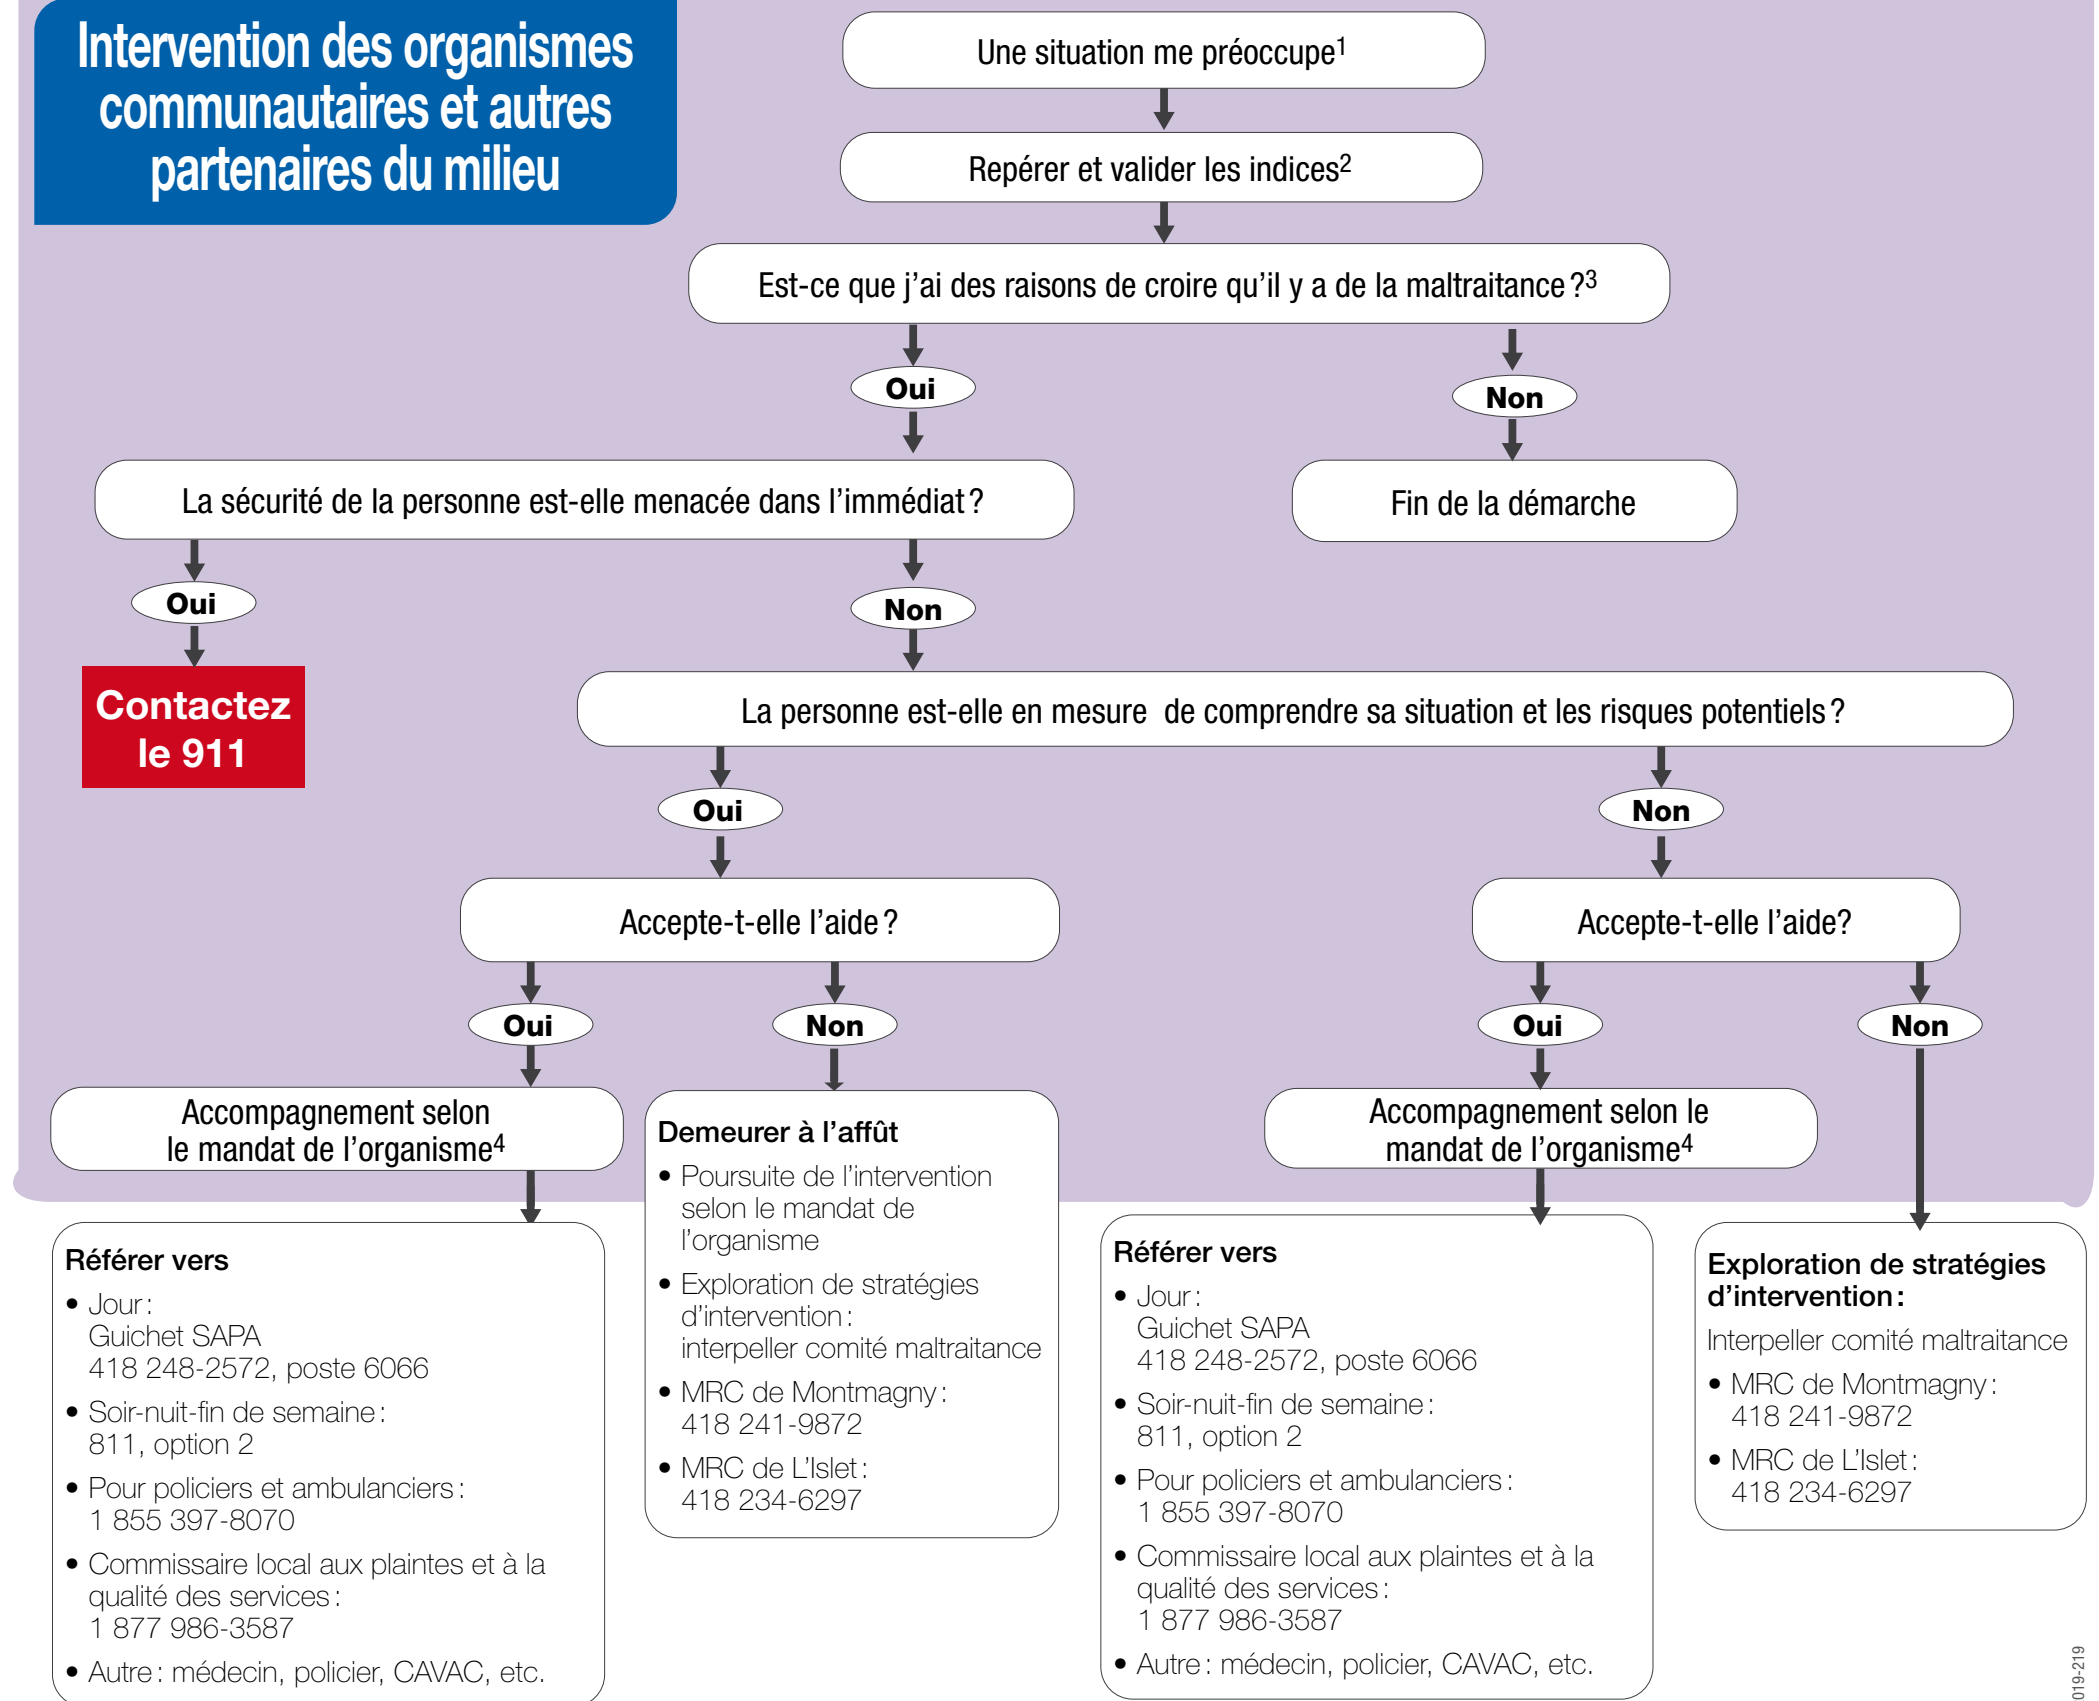 Intervention des organismes
communautaires et autres
partenaires du milieu
Une situation me préoccupe1
Repérer et valider les indices2
Est-ce que j'ai des raisons de croire qu'il y a de la maltraitance ?3
Oui
Non
La sécurité de la personne est-elle menacée dans l'immédiat ?
Fin de la démarche
Oui
Non
Contactez
le 911
La personne est-elle en mesure de comprendre sa situation et les risques potentiels ?
Oui
Non
Accepte-t-elle l'aide ?
Accepte-t-elle l'aide?
Oui
Non
Oui
Non
Accompagnement selon
le mandat de l'organisme4
Demeurer à l'affût
• Poursuite de l'intervention
selon le mandat de
l'organisme
• Exploration de stratégies
d'intervention :
interpeller comité maltraitance
• MRC de Montmagny :
418 241-9872
• MRC de L'Islet :
418 234-6297
Accompagnement selon le
mandat de l'organisme4
Référer vers
• Jour :
Guichet SAPA
418 248-2572, poste 6066
• Soir-nuit-fin de semaine :
811, option 2
• Pour policiers et ambulanciers :
1 855 397-8070
• Commissaire local aux plaintes et à la
qualité des services :
1 877 986-3587
• Autre : médecin, policier, CAVAC, etc.
Référer vers
• Jour :
Guichet SAPA
418 248-2572, poste 6066
• Soir-nuit-fin de semaine :
811, option 2
• Pour policiers et ambulanciers :
1 855 397-8070
• Commissaire local aux plaintes et à la
qualité des services :
1 877 986-3587
• Autre : médecin, policier, CAVAC, etc.
Exploration de stratégies
d'intervention :
Interpeller comité maltraitance
• MRC de Montmagny :
418 241-9872
• MRC de L'Islet :
418 234-6297
019-219